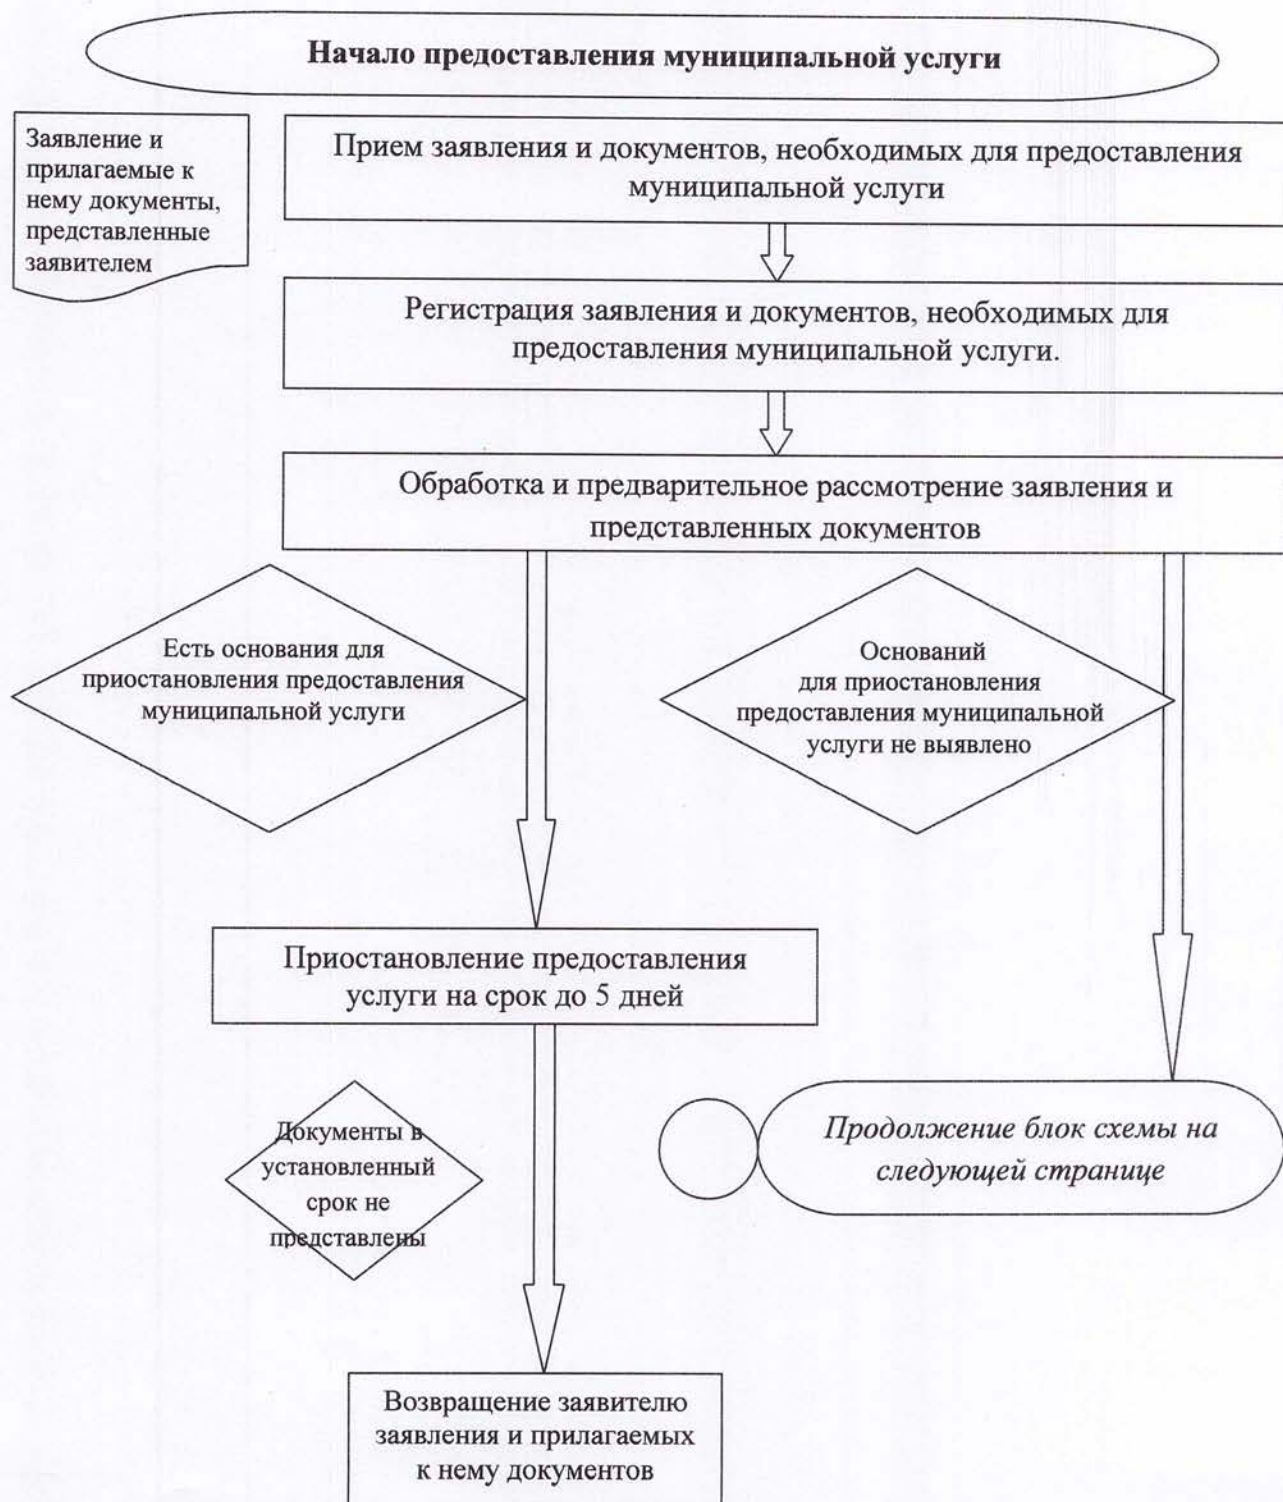 Начало предоставления муниципальной услуги
Заявление и
прилагаемые к
нему документы,
представленные
заявителем
Прием заявления и документов, необходимых для предоставления
муниципальной услуги
Регистрация заявления и документов, необходимых для
предоставления муниципальной услуги.
Обработка и предварительное рассмотрение заявления и
представленных документов
Есть основания для
приостановления предоставления
муниципальной услуги
Оснований
для приостановления
предоставления муниципальной
услуги не выявлено
Приостановление предоставления
услуги на срок до 5 дней
Документы в
установленный
срок не
представлены
Продолжение блок схемы на
следующей странице
Возвращение заявителю
заявления и прилагаемых
к нему документов